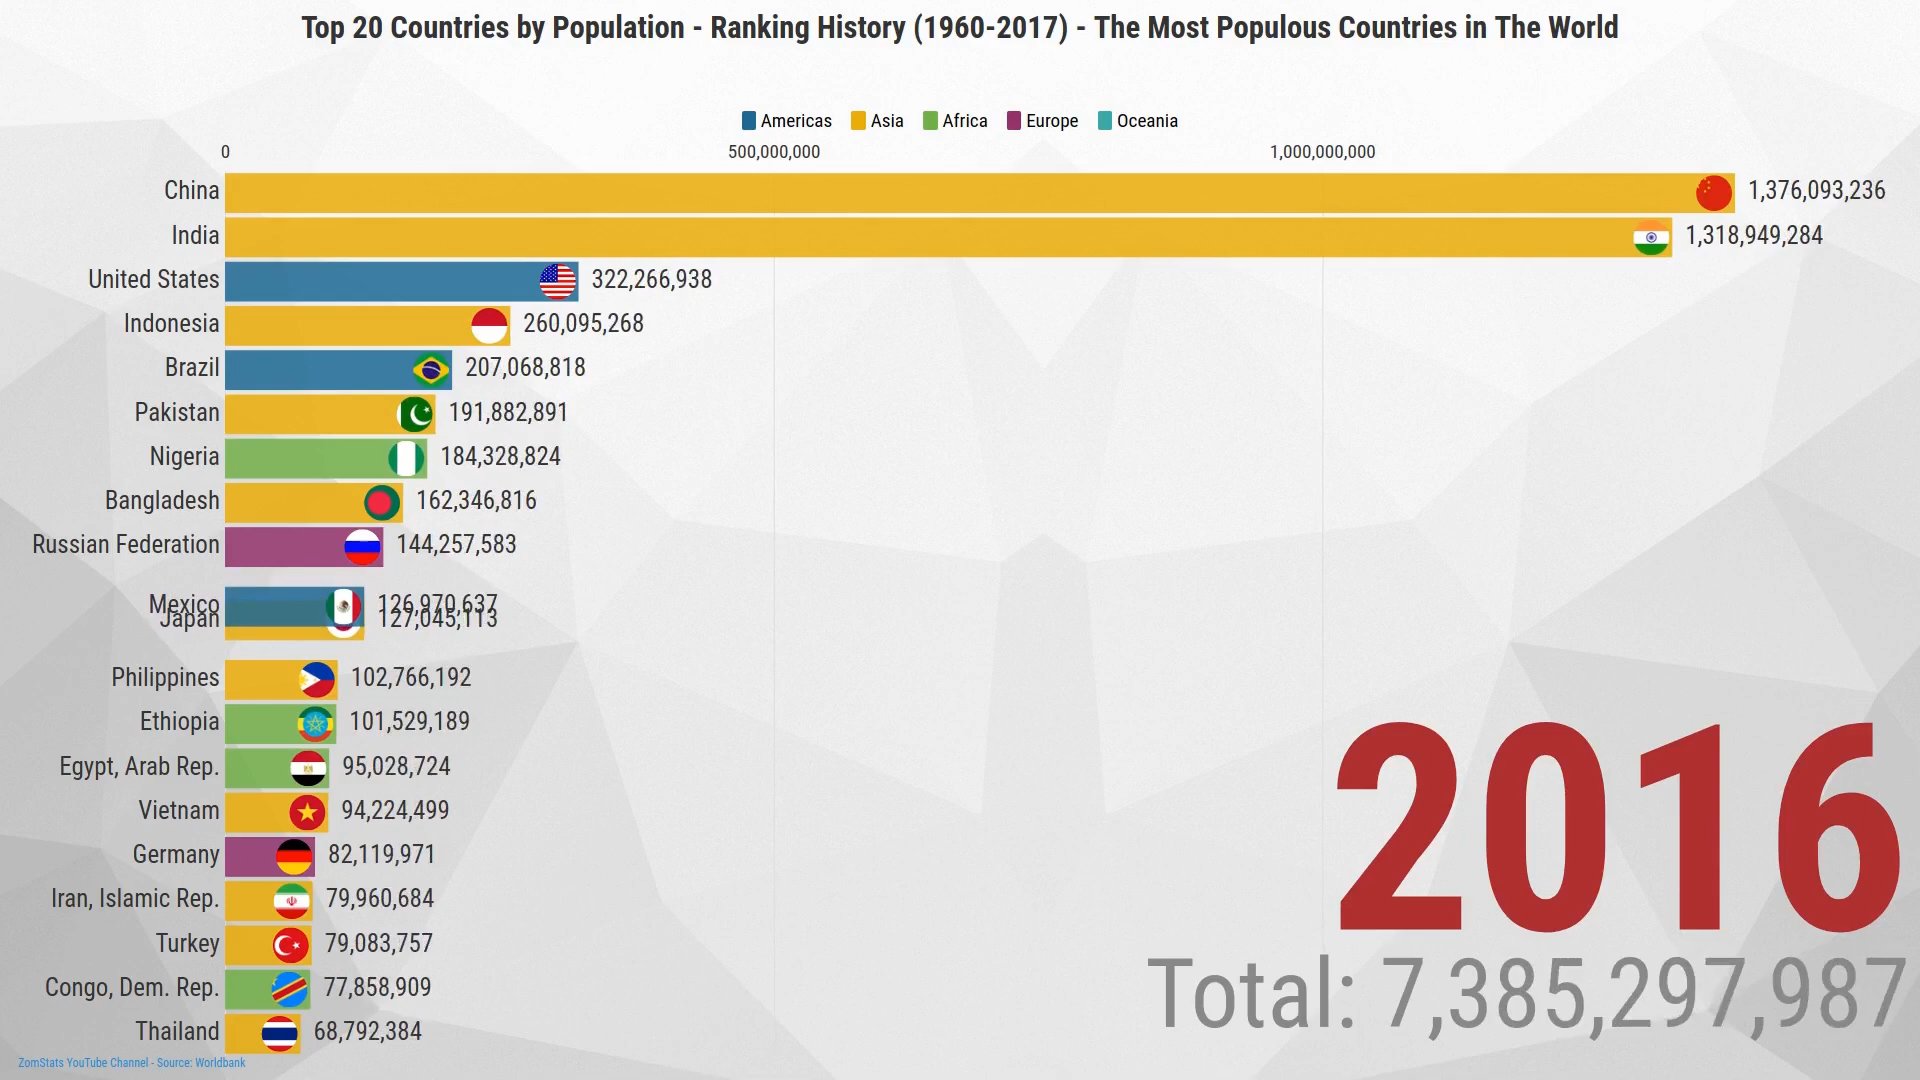 Top 20 Countries by Population - Ranking History (1960-2017) - The Most Populous Countries in The World
Americas Asia Africa Europe Oceania
0 500,000,000 1,000,000,000
China 1,376,093,236
India 1,318,949,284
United States 322,266,938
Indonesia 260,095,268
Brazil 207,068,818
Pakistan 191,882,891
Nigeria 184,328,824
Bangladesh 162,346,816
Russian Federation 144,257,583
Mexico 126,970,637
Japan 127,045,113
Philippines 102,766,192
Ethiopia 101,529,189
Egypt, Arab Rep. 95,028,724
Vietnam 94,224,499
Germany 82,119,971
Iran, Islamic Rep. 79,960,684
Turkey 79,083,757
Congo, Dem. Rep. 77,858,909
Thailand 68,792,384
2016
Total: 7,385,297,987
ZomStats YouTube Channel - Source: Worldbank